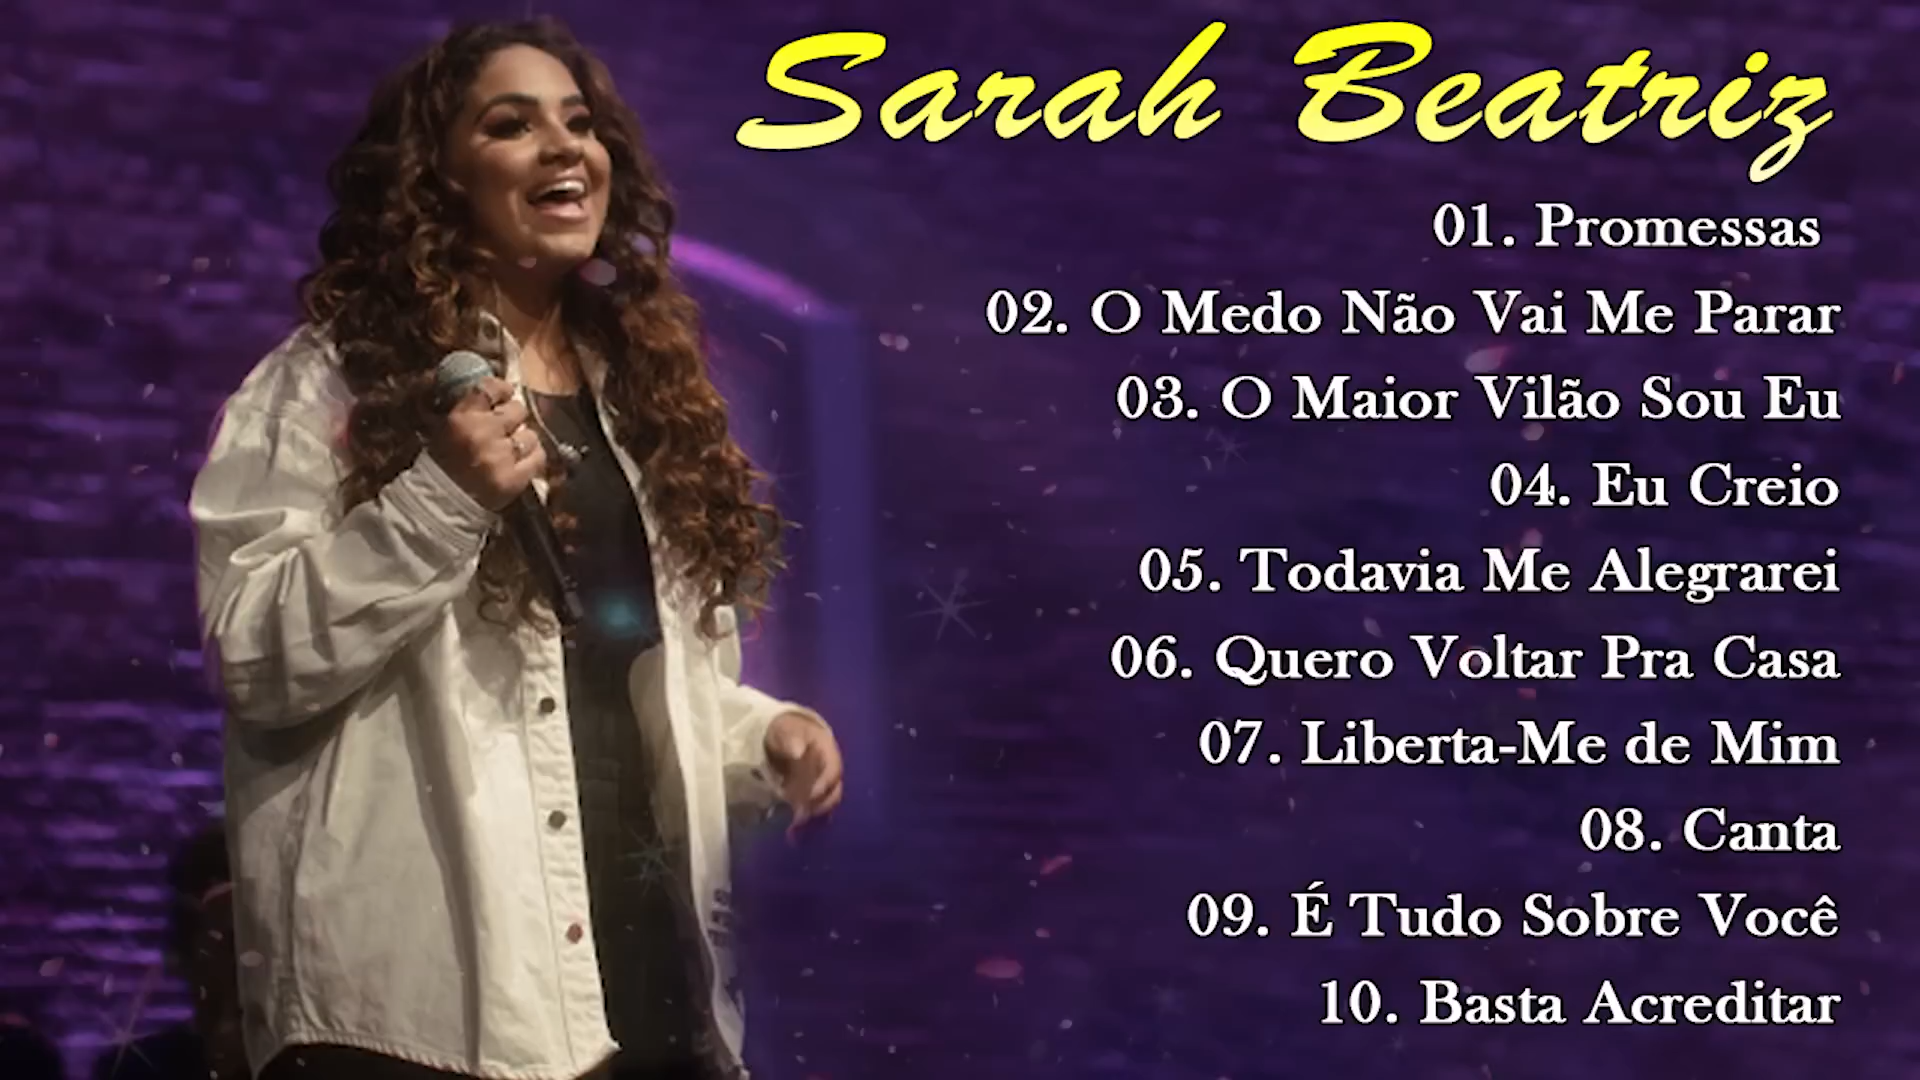 Sarah Beatriz
01. Promessas
02. O Medo Não Vai Me Parar
03. O Maior Vilão Sou Eu
04. Eu Creio
05. Todavia Me Alegrarei
06. Quero Voltar Pra Casa
07. Liberta-Me de Mim
08. Canta
09. É Tudo Sobre Você
10. Basta Acreditar